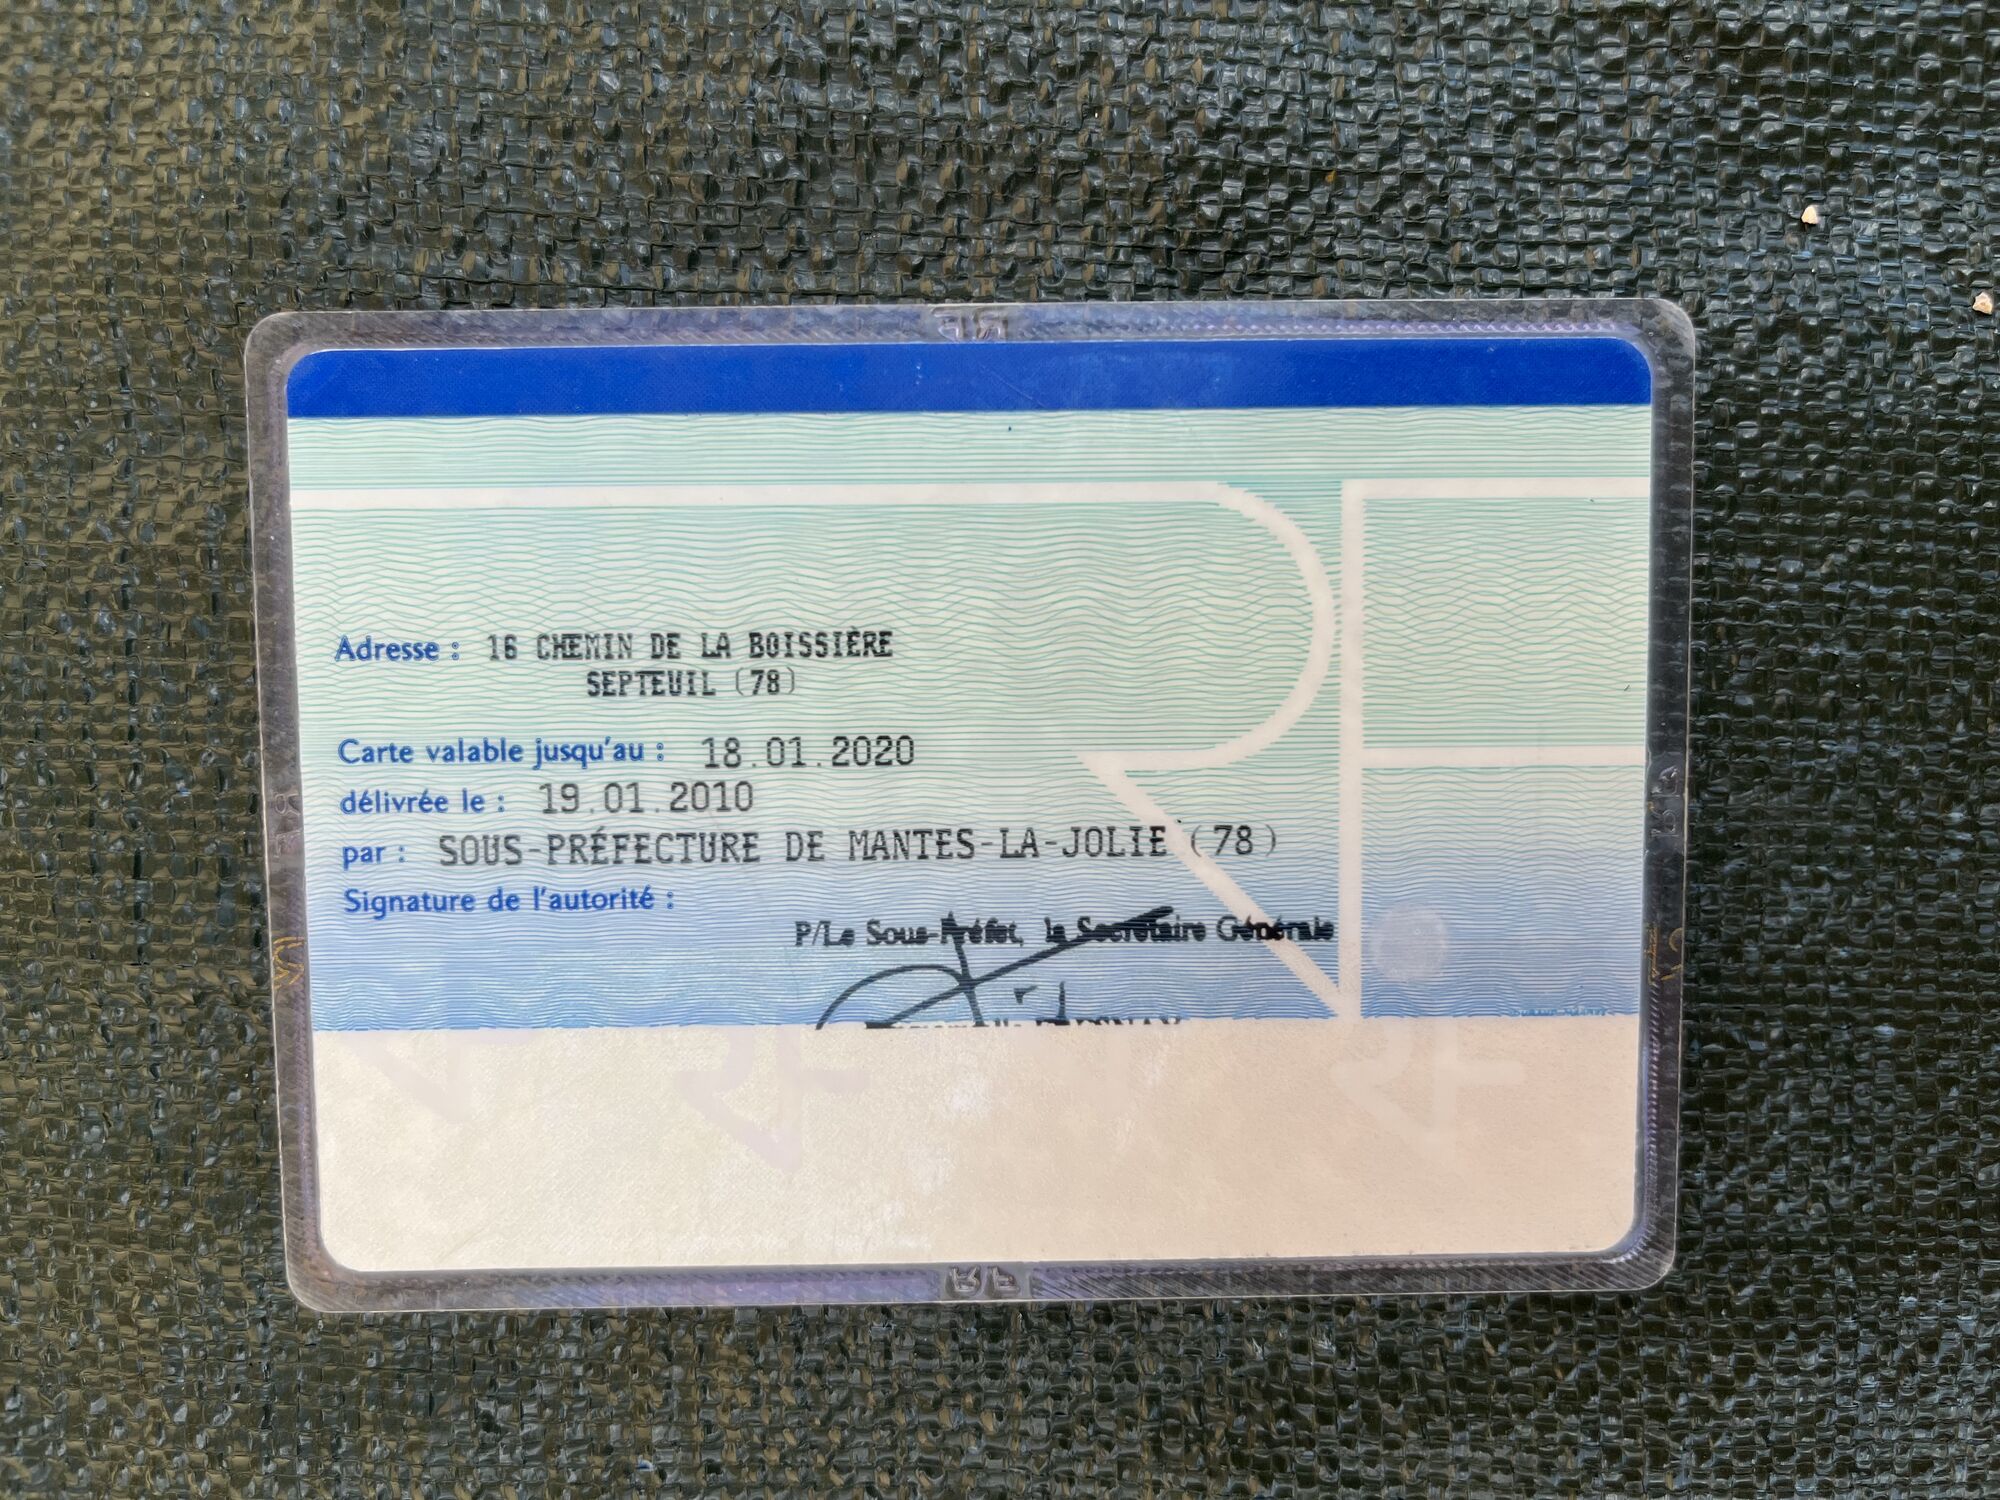 Adresse : 16 CHEMIN DE LA BOISSIÈRE
SEPTEUIL (78)
Carte valable jusqu'au : 18.01.2020
délivrée le : 19.01.2010
par : SOUS-PRÉFECTURE DE MANTES-LA-JOLIE (78)
Signature de l'autorité :
P/Le Sous-Préfet, la Secrétaire Générale
RF